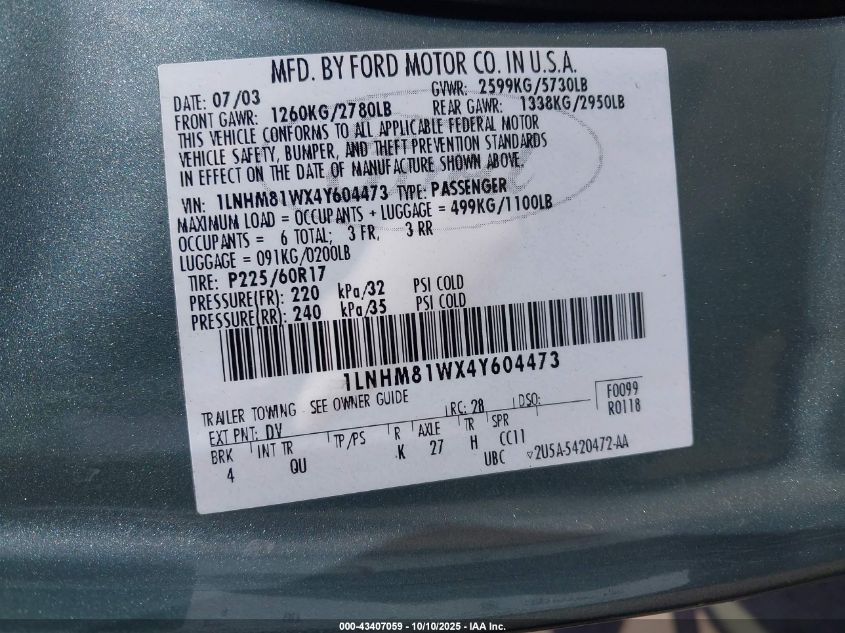 MFD. BY FORD MOTOR CO. IN U.S.A.
DATE: 07/03 GVWR: 2599KG/5730LB
FRONT GAWR: 1260KG/2780LB REAR GAWR: 1338KG/2950LB
THIS VEHICLE CONFORMS TO ALL APPLICABLE FEDERAL MOTOR
VEHICLE SAFETY, BUMPER, AND THEFT PREVENTION STANDARDS
IN EFFECT ON THE DATE OF MANUFACTURE SHOWN ABOVE.
VIN: 1LNHM81WX4Y604473 TYPE: PASSENGER
MAXIMUM LOAD = OCCUPANTS + LUGGAGE = 499KG/1100LB
OCCUPANTS = 6 TOTAL; 3 FR, 3 RR
LUGGAGE = 091KG/0200LB
TIRE: P225/60R17
PRESSURE(FR): 220 kPa/32 PSI COLD
PRESSURE(RR): 240 kPa/35 PSI COLD
1LNHM81WX4Y604473
TRAILER TOWING - SEE OWNER GUIDE
EXT PNT: DV RC: 28 DSO: F0099
BRK INT TR TP/PS R AXLE TR SPR R0118
4 QU K 27 H CC11
UBC ▽2U5A-5420472-AA
000-43407059 - 10/10/2025 - IAA Inc.